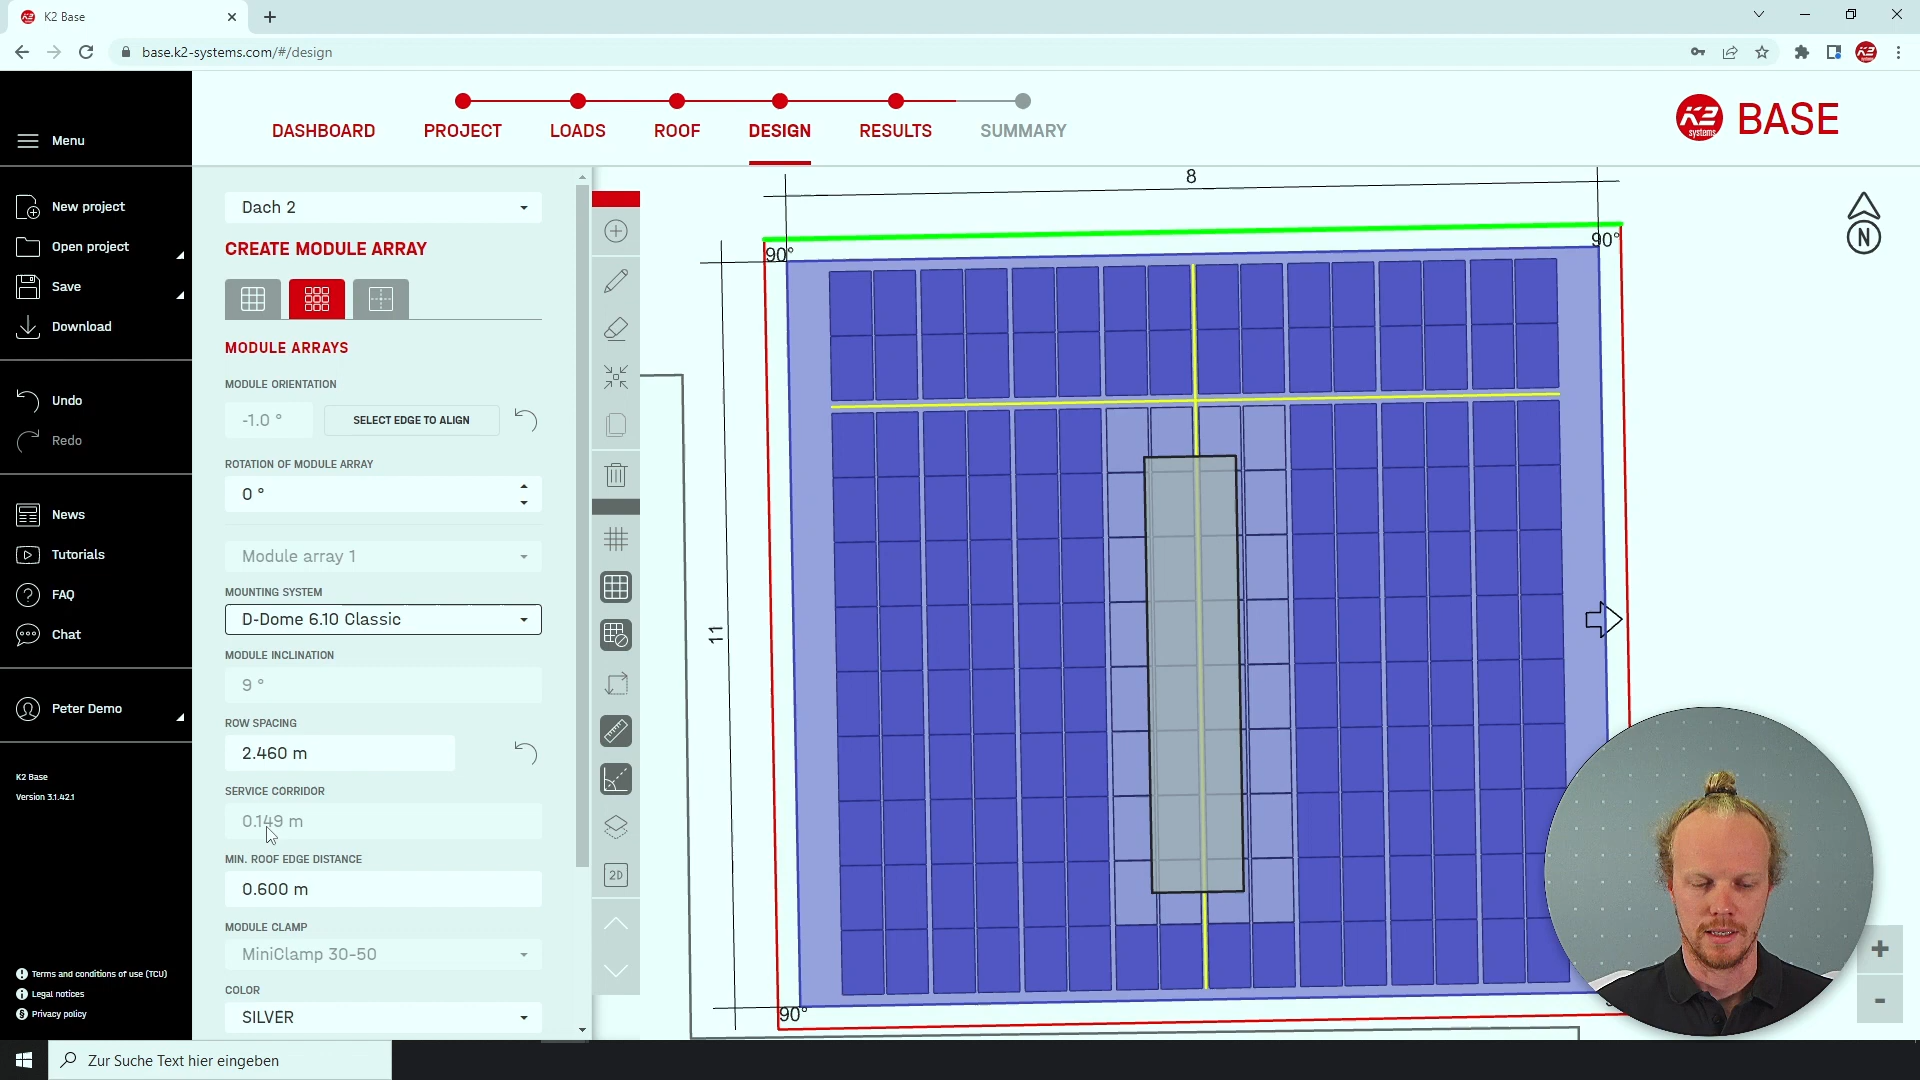 K2 Base
base.k2-systems.com/#/design
K2
Menu
DASHBOARD
PROJECT
LOADS
ROOF
DESIGN
RESULTS
SUMMARY
K2
systems
BASE
New project
Open project
Save
Download
Undo
Redo
News
Tutorials
FAQ
Chat
Peter Demo
K2 Base
Version 3.1.42.1
Terms and conditions of use (TCU)
Legal notices
Privacy policy
Dach 2
CREATE MODULE ARRAY
MODULE ARRAYS
MODULE ORIENTATION
-1.0 °
SELECT EDGE TO ALIGN
ROTATION OF MODULE ARRAY
0 °
Module array 1
MOUNTING SYSTEM
D-Dome 6.10 Classic
MODULE INCLINATION
9 °
ROW SPACING
2.460 m
SERVICE CORRIDOR
0.149 m
MIN. ROOF EDGE DISTANCE
0.600 m
MODULE CLAMP
MiniClamp 30-50
COLOR
SILVER
2D
8
90°
90°
11
90°
N
+
-
Zur Suche Text hier eingeben